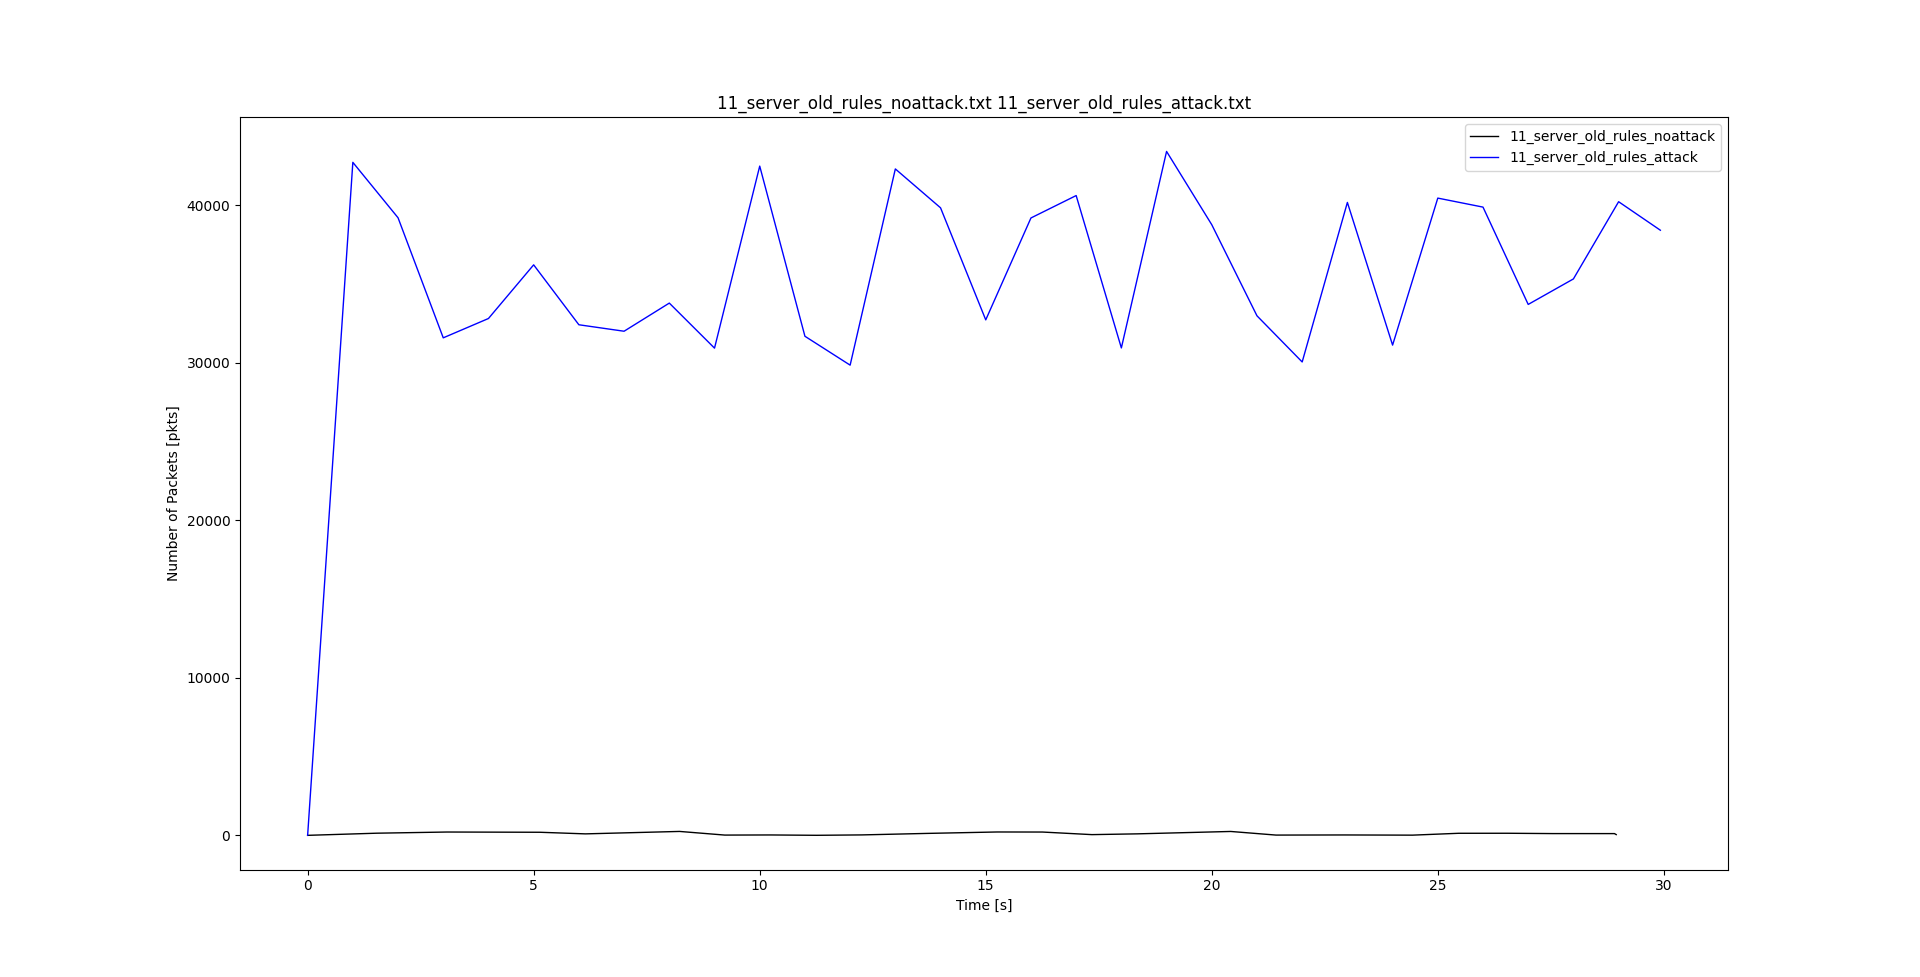 11_server_old_rules_noattack.txt 11_server_old_rules_attack.txt
11_server_old_rules_noattack
11_server_old_rules_attack
Number of Packets [pkts]
40000
30000
20000
10000
0
0 5 10 15 20 25 30
Time [s]